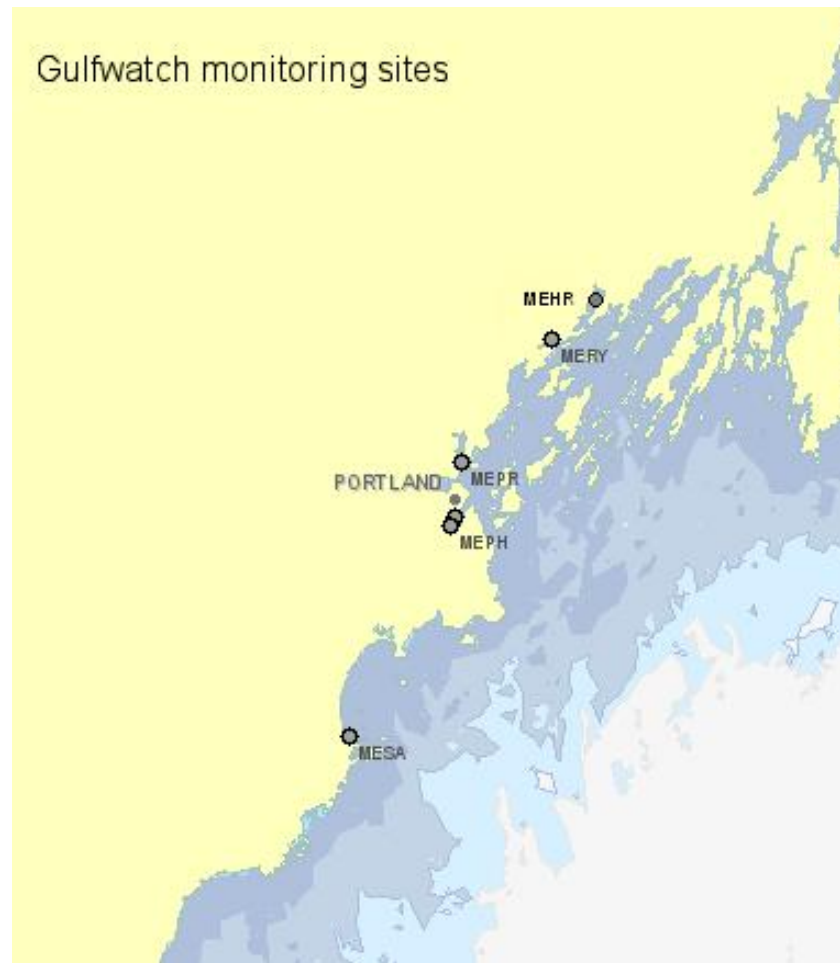 Gulfwatch monitoring sites
MEHR
MERY
MEPR
PORTLAND
MEPH
MESA